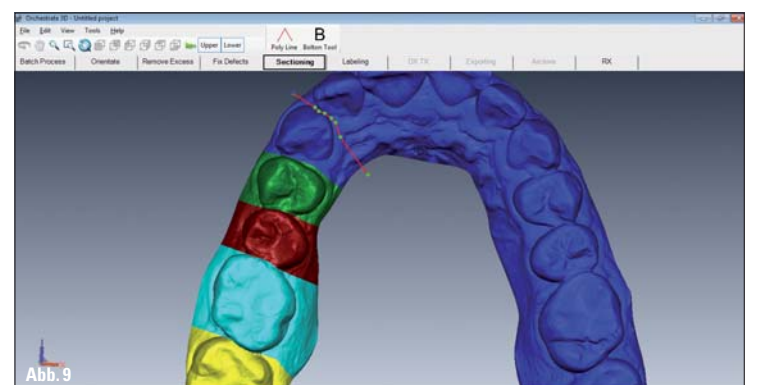 Orchestrate 3D - Untitled project
File Edit View Tools Help
Upper Lower
B
Poly Line Bottom Tool
Batch Process Orientate Remove Excess Fix Defects Sectioning Labeling DX TX Exporting Archive RX
Abb. 9